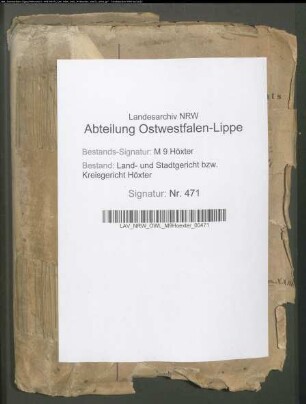 Landesarchiv NRW
Abteilung Ostwestfalen-Lippe
Bestands-Signatur: M 9 Höxter
Bestand: Land- und Stadtgericht bzw.
Kreisgericht Höxter
Signatur: Nr. 471